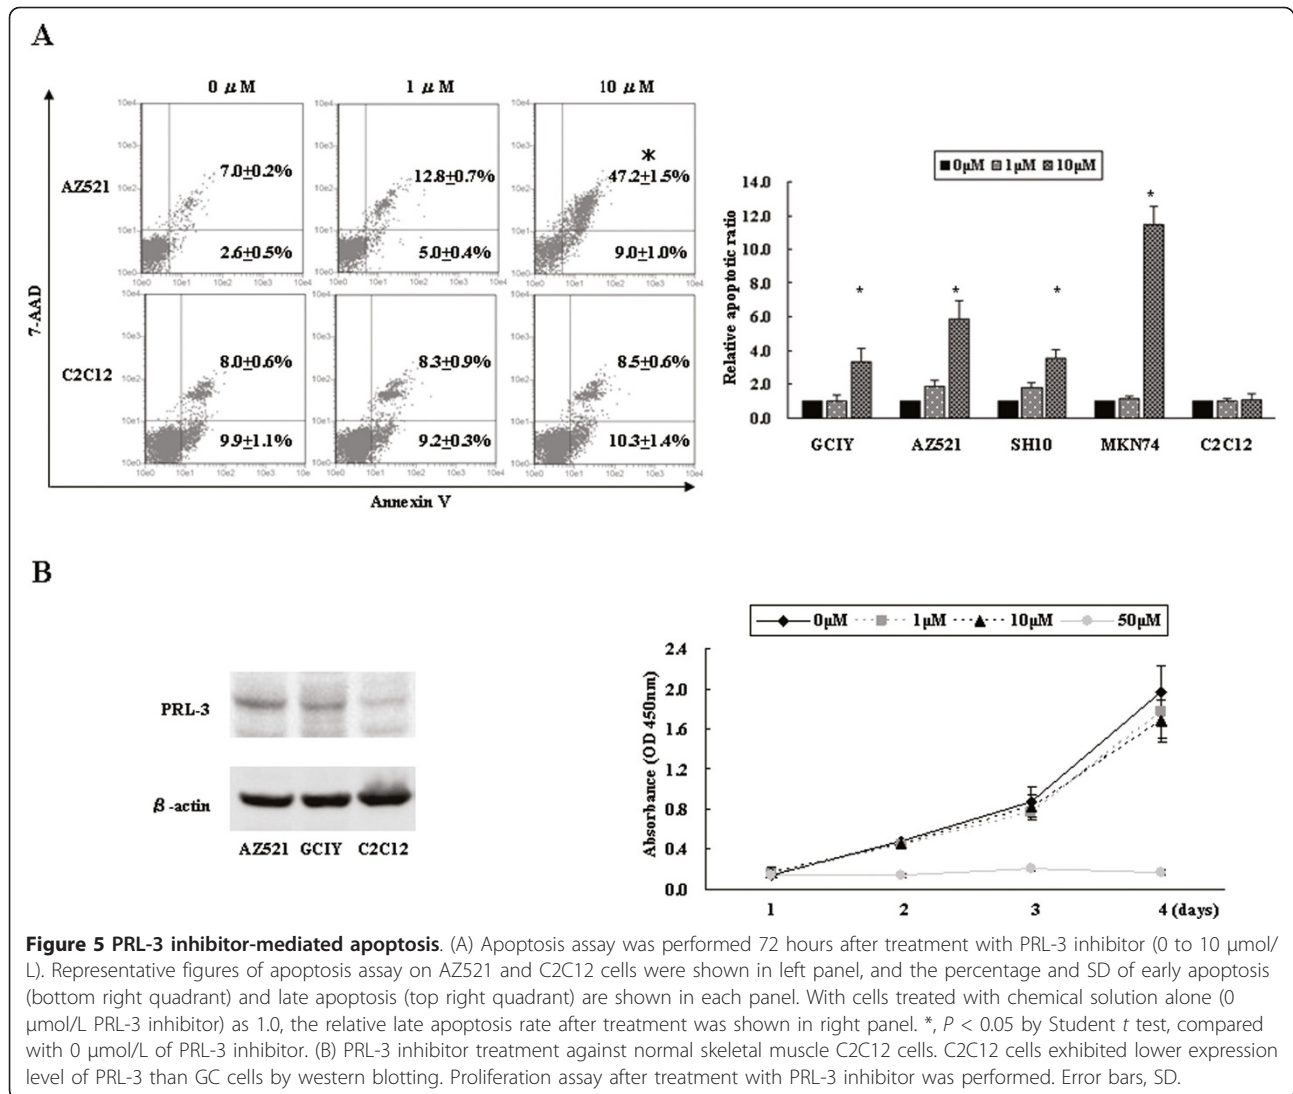 A
0 μM 1 μM 10 μM
AZ521
7.0±0.2%
2.6±0.5%
12.8±0.7%
5.0±0.4%
*
47.2±1.5%
9.0±1.0%
C2C12
8.0±0.6%
9.9±1.1%
8.3±0.9%
9.2±0.3%
8.5±0.6%
10.3±1.4%
7-AAD
Annexin V
10e4
10e3
10e2
10e1
10e0
10e0 10e1 10e2 10e3 10e4
0μM 1μM 10μM
Relative apoptotic ratio
14.0
12.0
10.0
8.0
6.0
4.0
2.0
0.0
* * * *
GCIY AZ521 SH10 MKN74 C2C12
B
PRL-3
β-actin
AZ521 GCIY C2C12
0μM 1μM 10μM 50μM
Absorbance (OD 450nm)
2.4
2.0
1.6
1.2
0.8
0.4
0.0
1 2 3 4 (days)
Figure 5 PRL-3 inhibitor-mediated apoptosis. (A) Apoptosis assay was performed 72 hours after treatment with PRL-3 inhibitor (0 to 10 μmol/
L). Representative figures of apoptosis assay on AZ521 and C2C12 cells were shown in left panel, and the percentage and SD of early apoptosis
(bottom right quadrant) and late apoptosis (top right quadrant) are shown in each panel. With cells treated with chemical solution alone (0
μmol/L PRL-3 inhibitor) as 1.0, the relative late apoptosis rate after treatment was shown in right panel. *, P < 0.05 by Student t test, compared
with 0 μmol/L of PRL-3 inhibitor. (B) PRL-3 inhibitor treatment against normal skeletal muscle C2C12 cells. C2C12 cells exhibited lower expression
level of PRL-3 than GC cells by western blotting. Proliferation assay after treatment with PRL-3 inhibitor was performed. Error bars, SD.